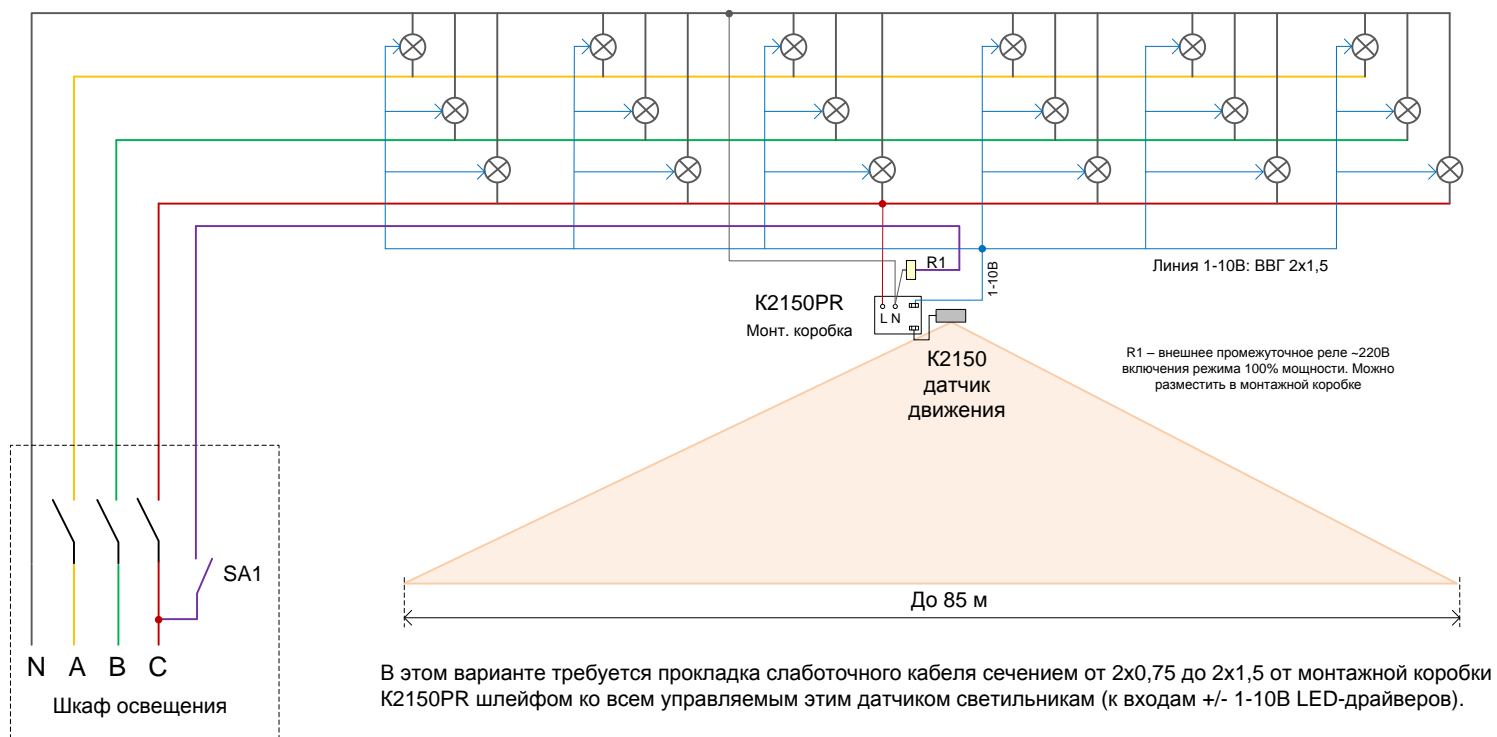 R1
Линия 1-10В: ВВГ 2х1,5
1-10В
K2150PR
Монт. коробка
L N
К2150
датчик
движения
R1 – внешнее промежуточное реле ~220В
включения режима 100% мощности. Можно
разместить в монтажной коробке
SA1
До 85 м
N A B C
Шкаф освещения
В этом варианте требуется прокладка слаботочного кабеля сечением от 2х0,75 до 2х1,5 от монтажной коробки
K2150PR шлейфом ко всем управляемым этим датчиком светильникам (к входам +/- 1-10В LED-драйверов).